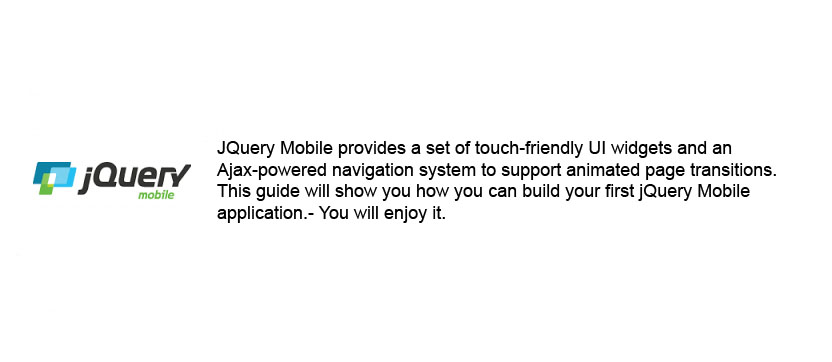 JQuery Mobile provides a set of touch-friendly UI widgets and an
Ajax-powered navigation system to support animated page transitions.
This guide will show you how you can build your first jQuery Mobile
application.- You will enjoy it.
jQuery
mobile